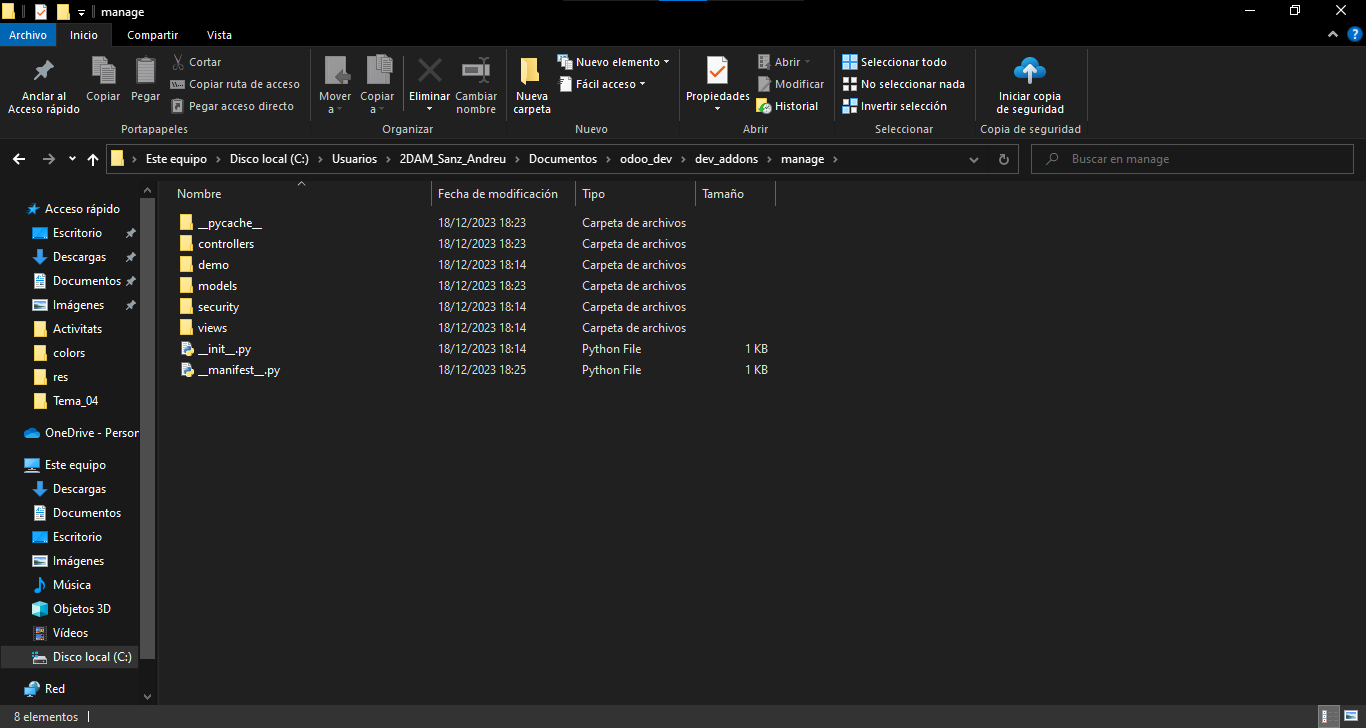 manage
Archivo Inicio Compartir Vista
Anclar al Acceso rápido
Copiar
Pegar
Cortar
Copiar ruta de acceso
Pegar acceso directo
Portapapeles
Mover a
Copiar a
Eliminar
Cambiar nombre
Organizar
Nueva carpeta
Nuevo elemento
Fácil acceso
Nuevo
Propiedades
Abrir
Modificar
Historial
Abrir
Seleccionar todo
No seleccionar nada
Invertir selección
Seleccionar
Iniciar copia de seguridad
Copia de seguridad
Este equipo > Disco local (C:) > Usuarios > 2DAM_Sanz_Andreu > Documentos > odoo_dev > dev_addons > manage >
Buscar en manage
Acceso rápido
Escritorio
Descargas
Documentos
Imágenes
Activitats
colors
res
Tema_04
OneDrive - Person
Este equipo
Descargas
Documentos
Escritorio
Imágenes
Música
Objetos 3D
Vídeos
Disco local (C:)
Red
Nombre Fecha de modificación Tipo Tamaño
__pycache__ 18/12/2023 18:23 Carpeta de archivos
controllers 18/12/2023 18:23 Carpeta de archivos
demo 18/12/2023 18:14 Carpeta de archivos
models 18/12/2023 18:23 Carpeta de archivos
security 18/12/2023 18:14 Carpeta de archivos
views 18/12/2023 18:14 Carpeta de archivos
__init__.py 18/12/2023 18:14 Python File 1 KB
__manifest__.py 18/12/2023 18:25 Python File 1 KB
8 elementos